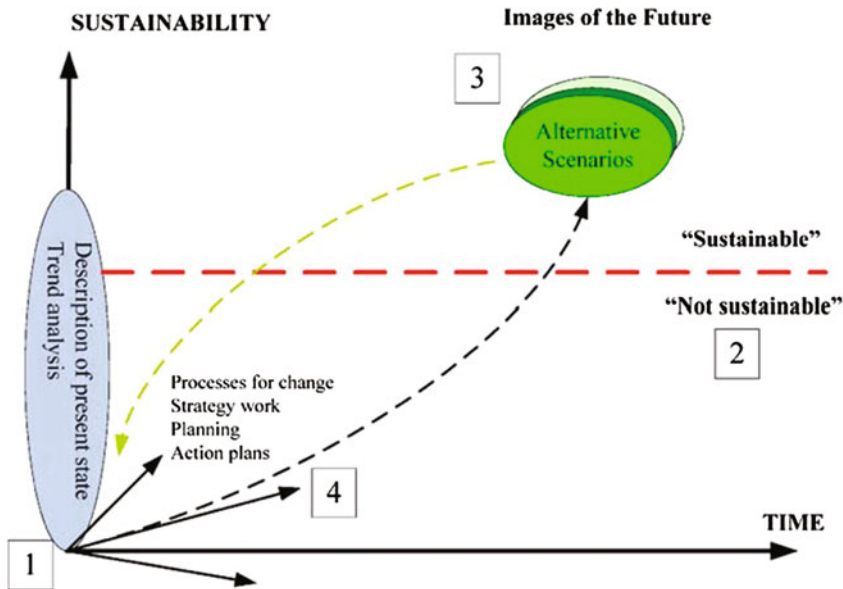 SUSTAINABILITY
Images of the Future
3
Alternative
Scenarios
“Sustainable”
“Not sustainable”
2
Description of present state
Trend analysis
Processes for change
Strategy work
Planning
Action plans
4
TIME
1